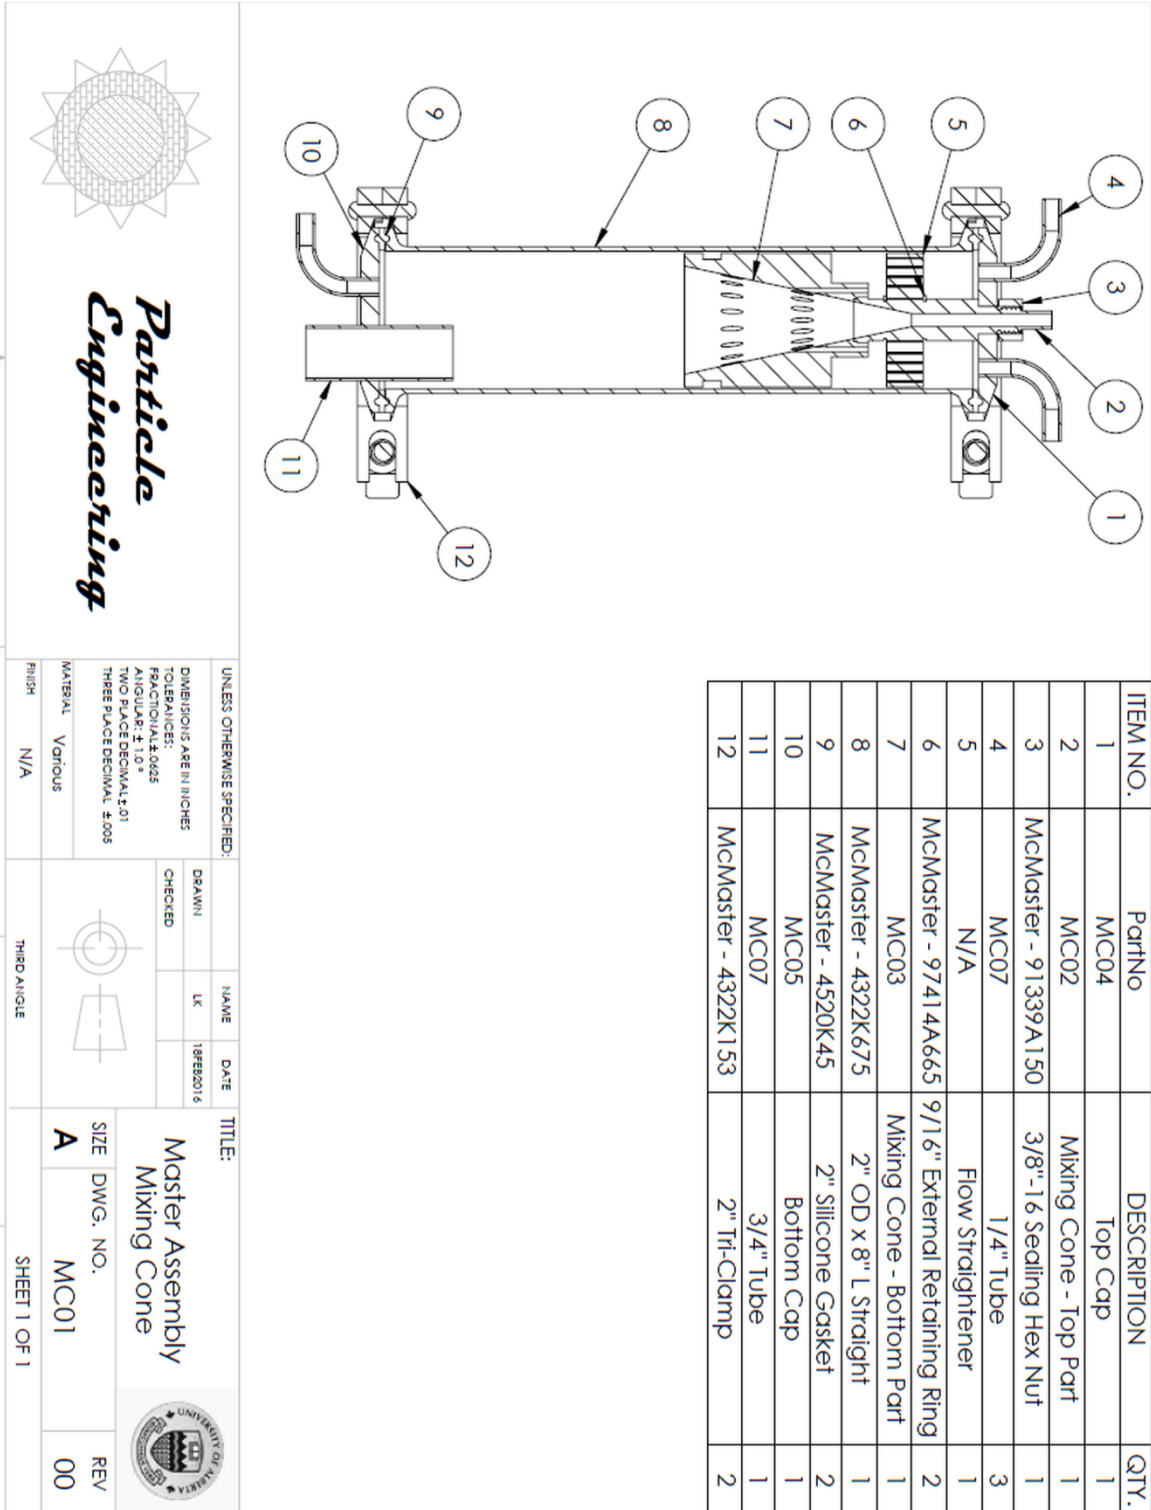 4
3
2
1
5
6
7
8
9
10
11
12
ITEM NO. PartNo DESCRIPTION QTY.
1 MC04 Top Cap 1
2 MC02 Mixing Cone - Top Part 1
3 McMaster - 91339A150 3/8"-16 Sealing Hex Nut 1
4 MC07 1/4" Tube 3
5 N/A Flow Straightener 1
6 McMaster - 97414A665 9/16" External Retaining Ring 2
7 MC03 Mixing Cone - Bottom Part 1
8 McMaster - 4322K675 2" OD x 8" L Straight 1
9 McMaster - 4520K45 2" Silicone Gasket 2
10 MC05 Bottom Cap 1
11 MC07 3/4" Tube 1
12 McMaster - 4322K153 2" Tri-Clamp 2
Particle
Engineering
UNLESS OTHERWISE SPECIFIED:
DIMENSIONS ARE IN INCHES
TOLERANCES:
FRACTIONAL±.0625
ANGULAR: ± 1.0 °
TWO PLACE DECIMAL±.01
THREE PLACE DECIMAL ±.005
MATERIAL Various
FINISH N/A
NAME DATE
DRAWN LK 18FEB2016
CHECKED
THIRD ANGLE
TITLE:
Master Assembly
Mixing Cone
SIZE DWG. NO. REV
A MC01 00
SHEET 1 OF 1
UNIVERSITY OF ALBERTA